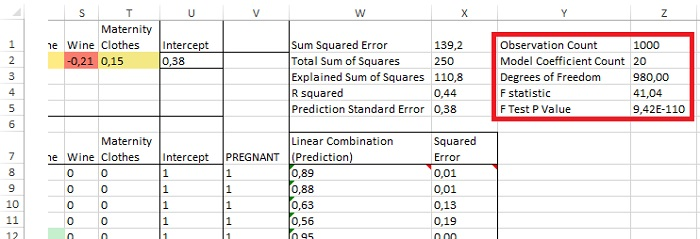 S T U V W X Y Z
1 ne Wine Maternity Clothes Intercept Sum Squared Error 139,2 Observation Count 1000
2 -0,21 0,15 0,38 Total Sum of Squares 250 Model Coefficient Count 20
3 Explained Sum of Squares 110,8 Degrees of Freedom 980,00
4 R squared 0,44 F statistic 41,04
5 Prediction Standard Error 0,38 F Test P Value 9,42E-110
6
7 ne Wine Maternity Clothes Intercept PREGNANT Linear Combination (Prediction) Squared Error
8 0 0 1 1 0,89 0,01
9 0 0 1 1 0,88 0,01
10 0 0 1 1 0,63 0,13
11 0 0 1 1 0,56 0,19
12 0 0 1 1 0,95 0,00